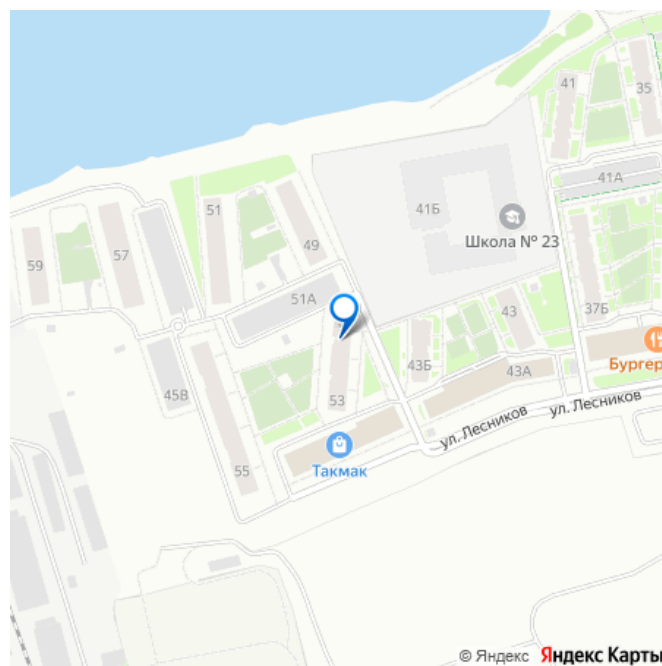 41
35
41А
41Б
Школа № 23
51
49
59
57
51А
37Б
43
Бургер
43Б
43А
45В
53
ул. Лесников
ул. Лесников
Такмак
55
© Яндекс Яндекс Карты